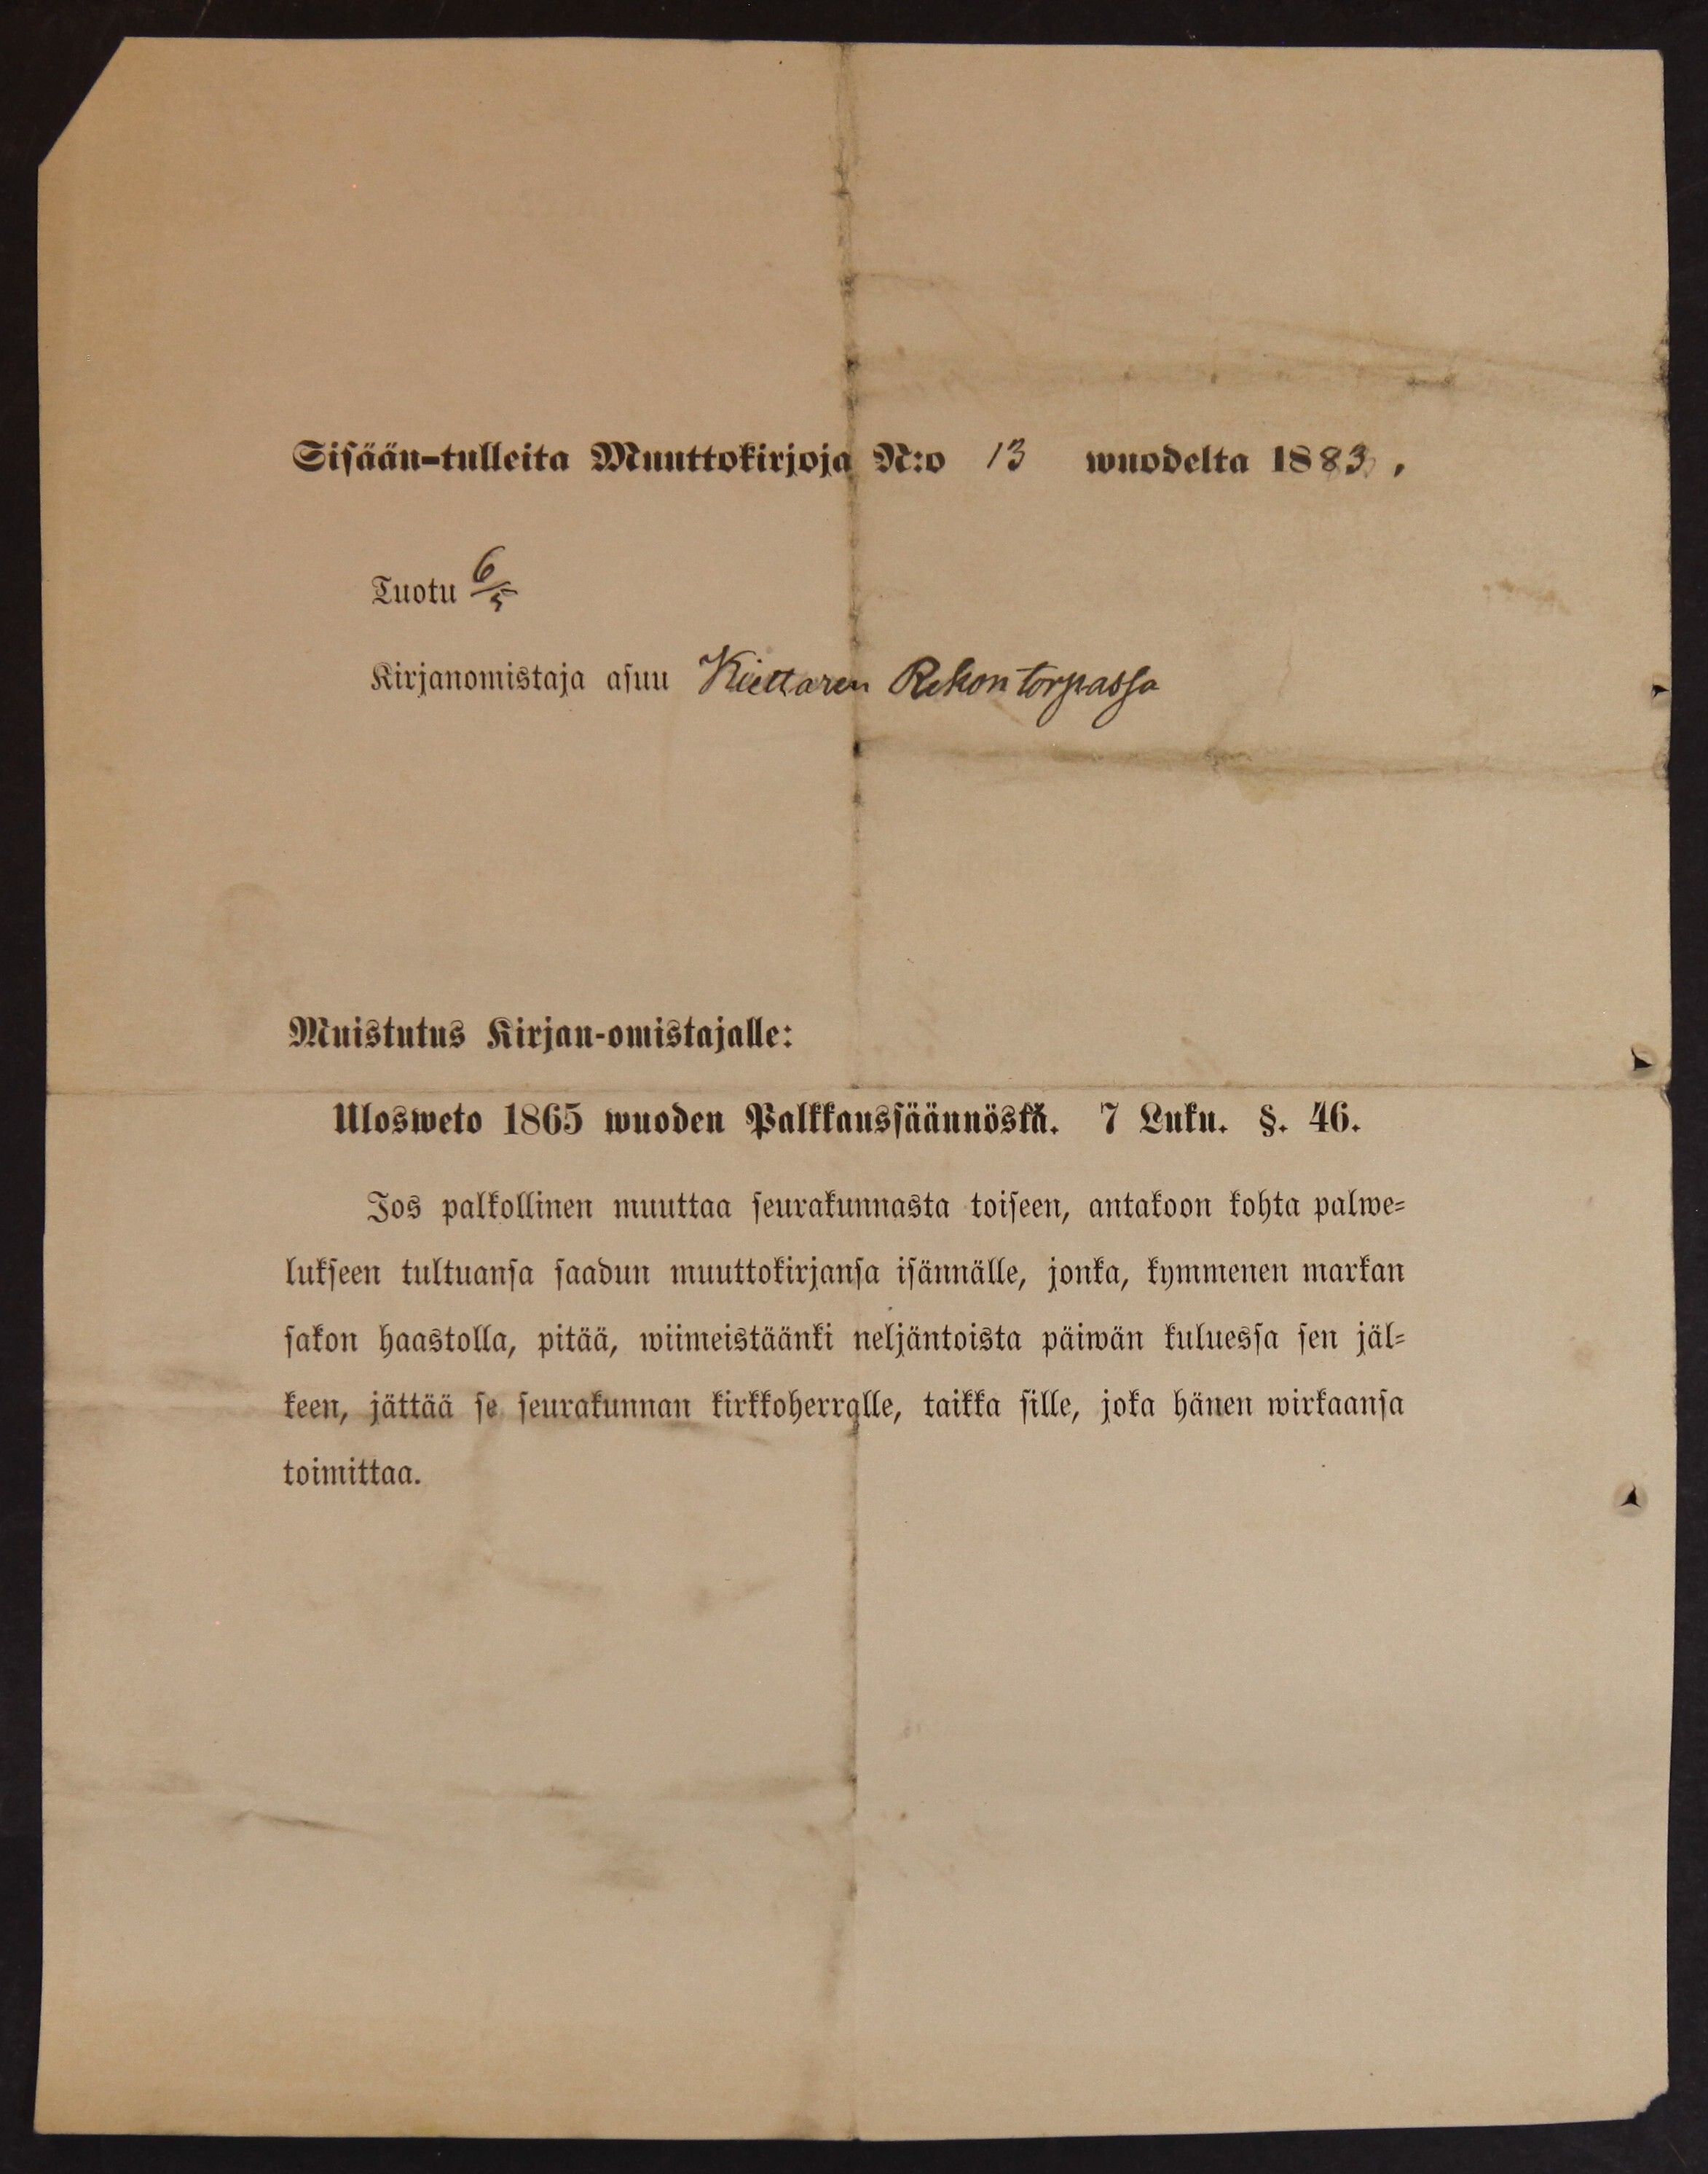 Sisään-tulleita Muuttokirjoja N:o 13 wuodelta 1883.
Tuotu 6/5
Kirjanomistaja asuu Kiettaren Rekon torpassa
Muistutus Kirjan-omistajalle:
Ulosweto 1865 wuoden Palkkaussäännöstä. 7 Luku. §. 46.
Jos palkollinen muuttaa seurakunnasta toiseen, antakoon kohta palwe-
lukseen tultuansa saadun muuttokirjansa isännälle, jonka, kymmenen markan
sakon haastolla, pitää, wiimeistäänki neljäntoista päiwän kuluessa sen jäl-
keen, jättää se seurakunnan kirkkoherralle, taikka sille, joka hänen wirkaansa
toimittaa.